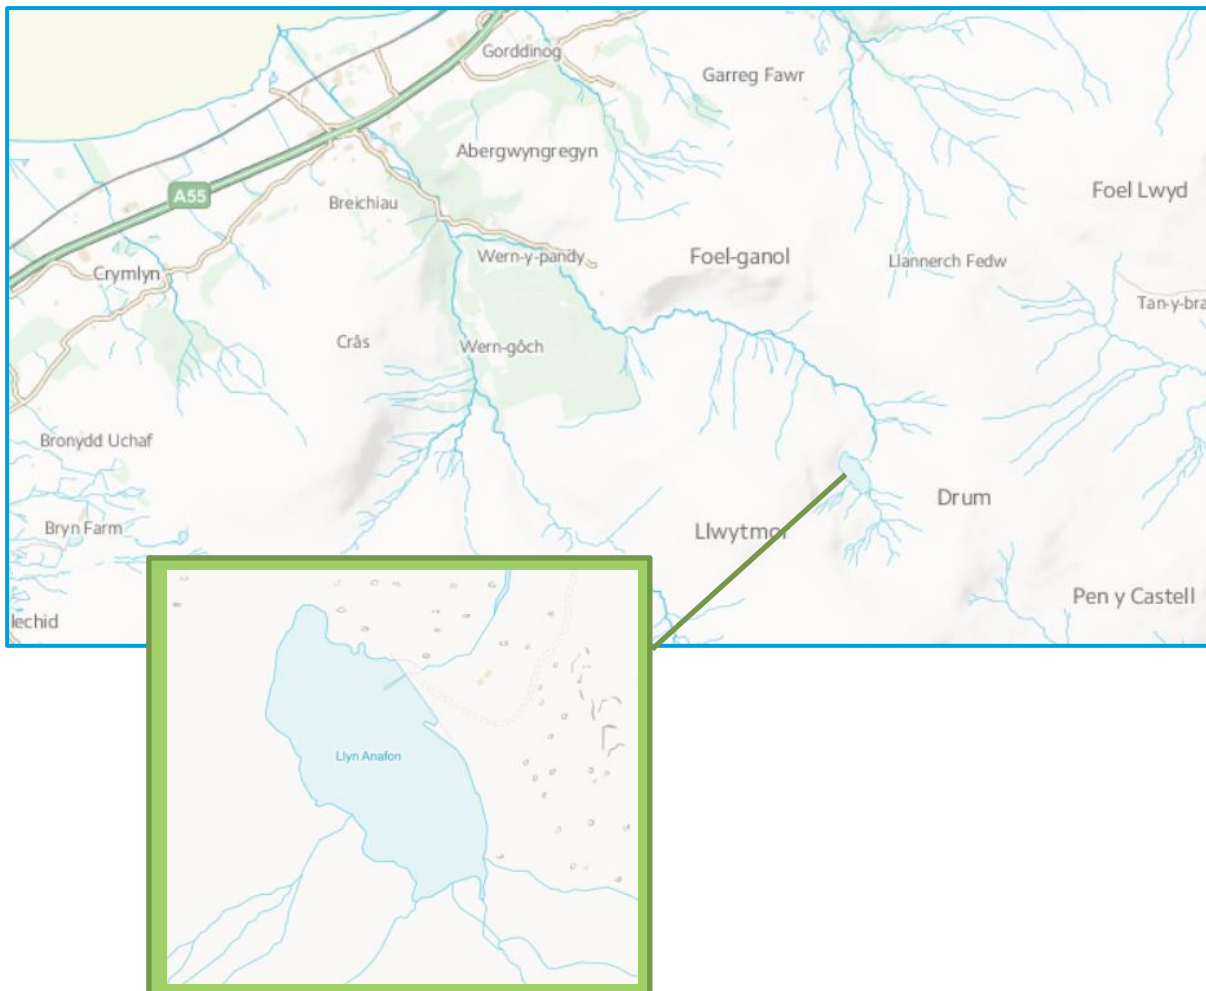 Gorddinog
Garreg Fawr
Abergwyngregyn
A55
Foel Lwyd
Breichiau
Wern-y-pandy
Foel-ganol
Llannerch Fedw
Crymlyn
Tan-y-bra
Crâs
Wern-gôch
Bronydd Uchaf
Drum
Bryn Farm
Llwytmor
Pen y Castell
lechid
Llyn Anafon